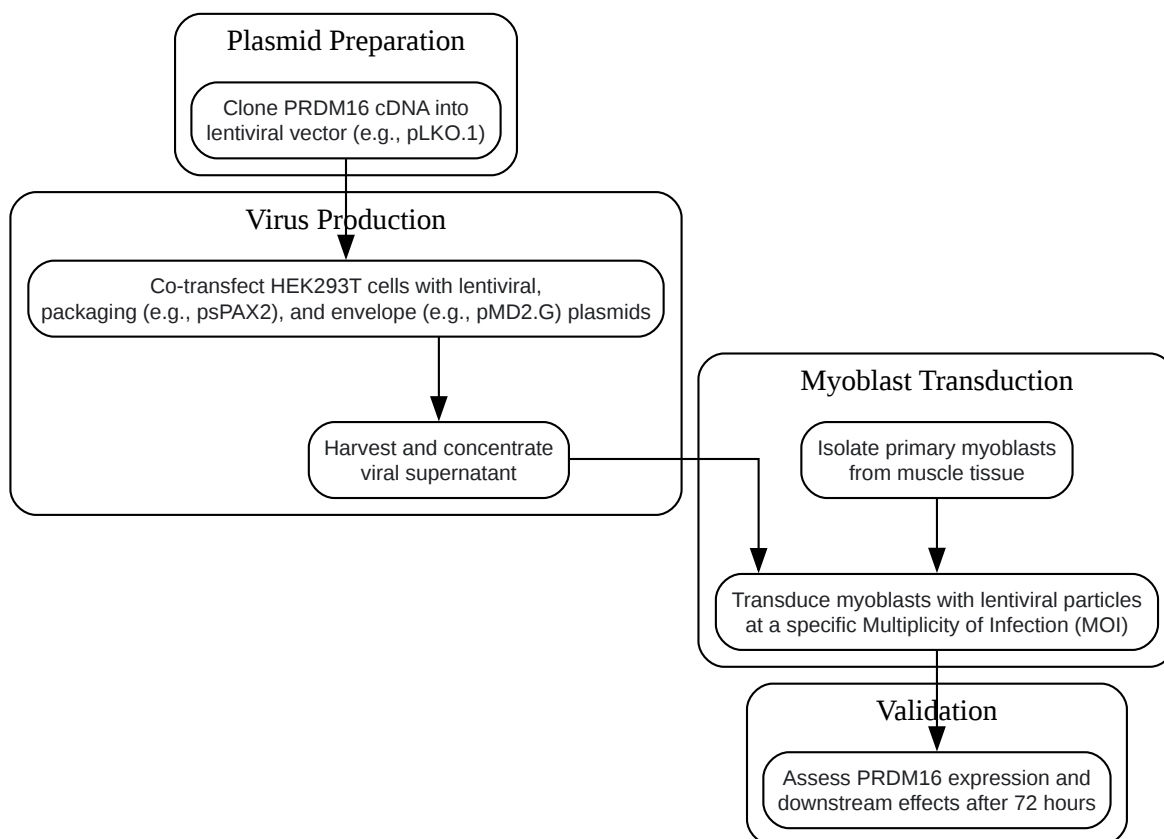 Plasmid Preparation
Clone PRDM16 cDNA into
lentiviral vector (e.g., pLKO.1)
Virus Production
Co-transfect HEK293T cells with lentiviral,
packaging (e.g., psPAX2), and envelope (e.g., pMD2.G) plasmids
Harvest and concentrate
viral supernatant
Myoblast Transduction
Isolate primary myoblasts
from muscle tissue
Transduce myoblasts with lentiviral particles
at a specific Multiplicity of Infection (MOI)
Validation
Assess PRDM16 expression and
downstream effects after 72 hours